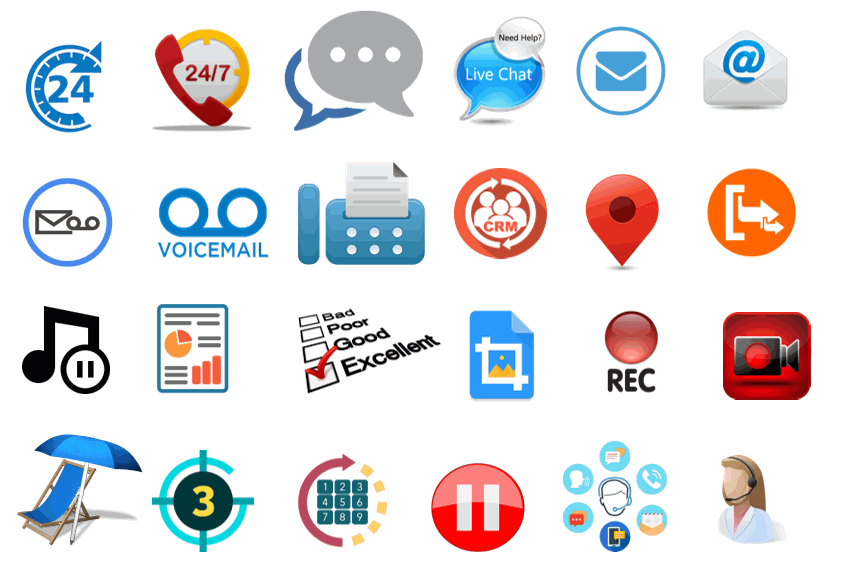 24
24/7
Need Help?
Live Chat
@
VOICEMAIL
CRM
Bad
Poor
Good
Excellent
REC
3
1 2 3
4 5 6
7 8 9